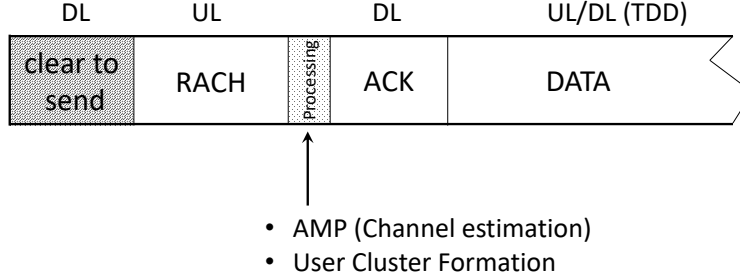 DL UL DL UL/DL (TDD)
clear to
send
RACH
Processing
ACK
DATA
• AMP (Channel estimation)
• User Cluster Formation